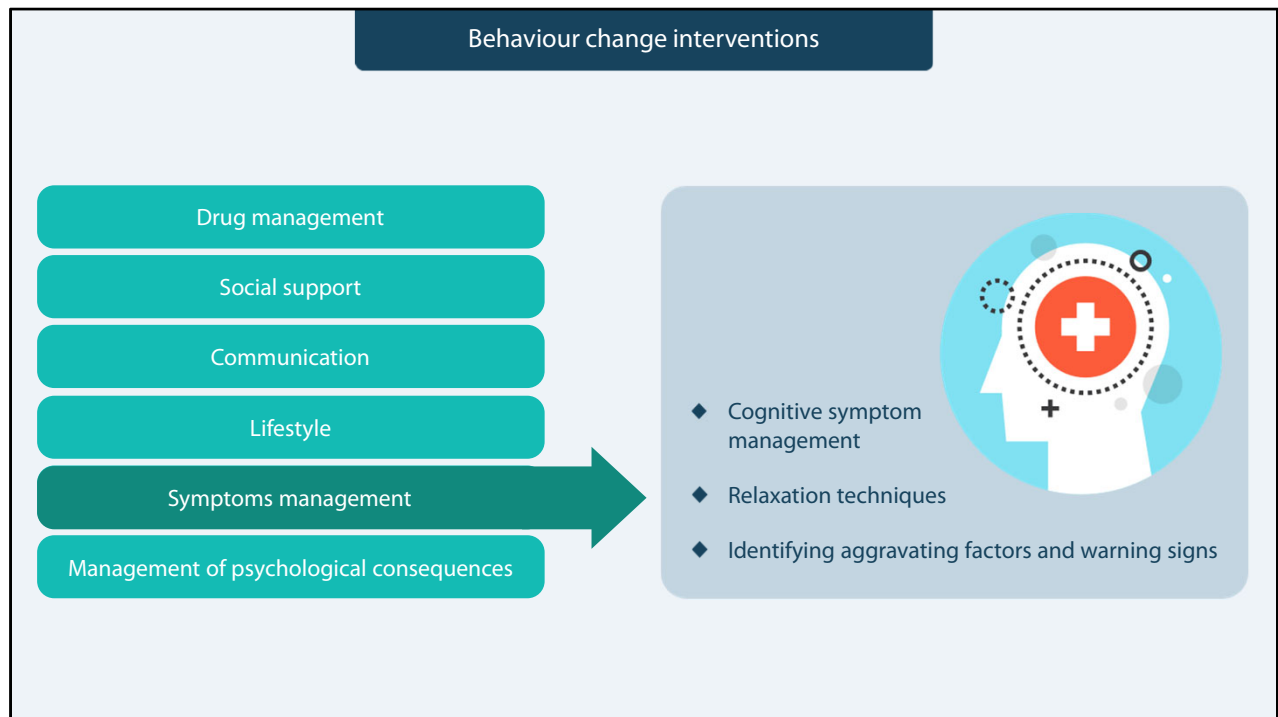 Behaviour change interventions
Drug management
Social support
Communication
Lifestyle
Symptoms management
Management of psychological consequences
Cognitive symptom
management
Relaxation techniques
Identifying aggravating factors and warning signs